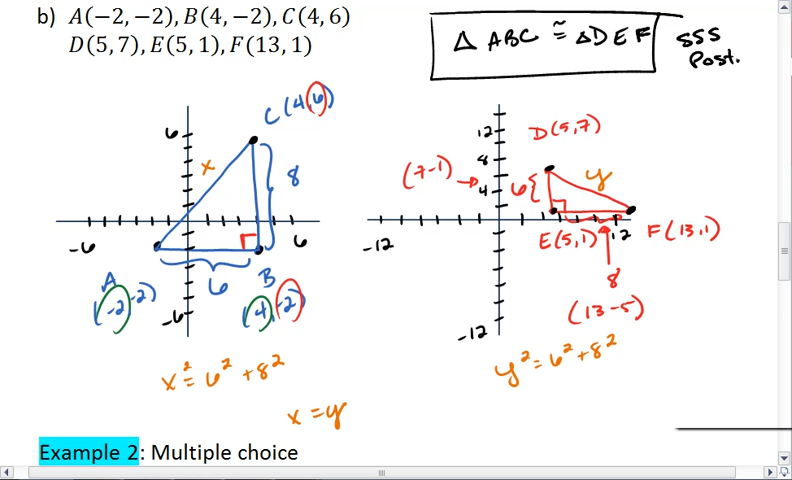 b) A(−2, −2), B(4, −2), C(4, 6)
D(5, 7), E(5, 1), F(13, 1)
△ ABC ≅ △DEF
SSS
Post.
C(4,6)
6
x
8
-6
6
A
(-2,-2)
6
B
(4,-2)
-6
x² = 6² + 8²
x = y
12
8
4
D(5,7)
(7-1)
6
y
-12
E(5,1)
12
F(13,1)
8
(13-5)
-12
y² = 6² + 8²
Example 2: Multiple choice